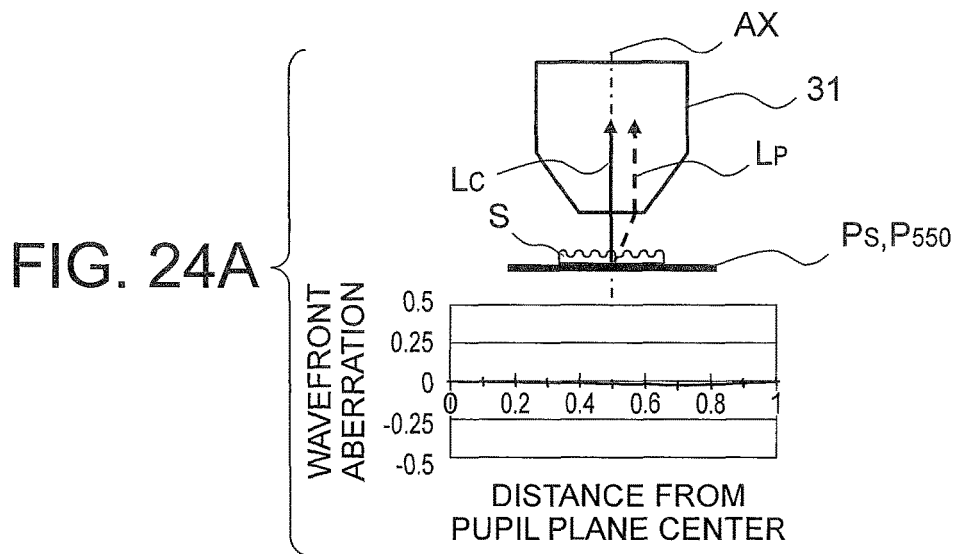 FIG. 24A
AX
31
LC
LP
S
PS,P550
WAVEFRONT
ABERRATION
0.5
0.25
0
-0.25
-0.5
0
0.2
0.4
0.6
0.8
1
DISTANCE FROM
PUPIL PLANE CENTER